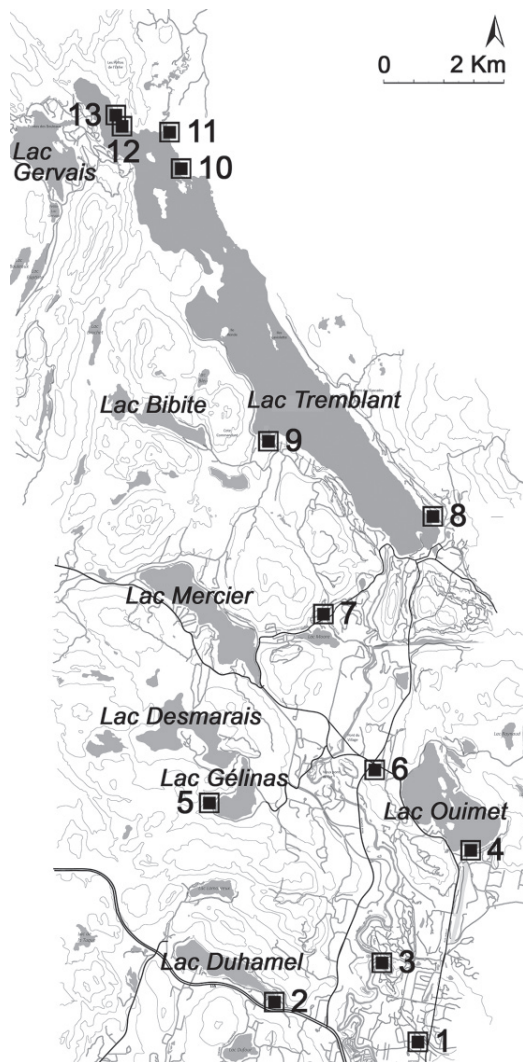 0 2 Km
13
12
11
10
Lac
Gervais
Lac Bibite
Lac Tremblant
9
8
Lac Mercier
7
Lac Desmarais
Lac Gélinas
5
6
Lac Ouimet
4
Lac Duhamel
3
2
1